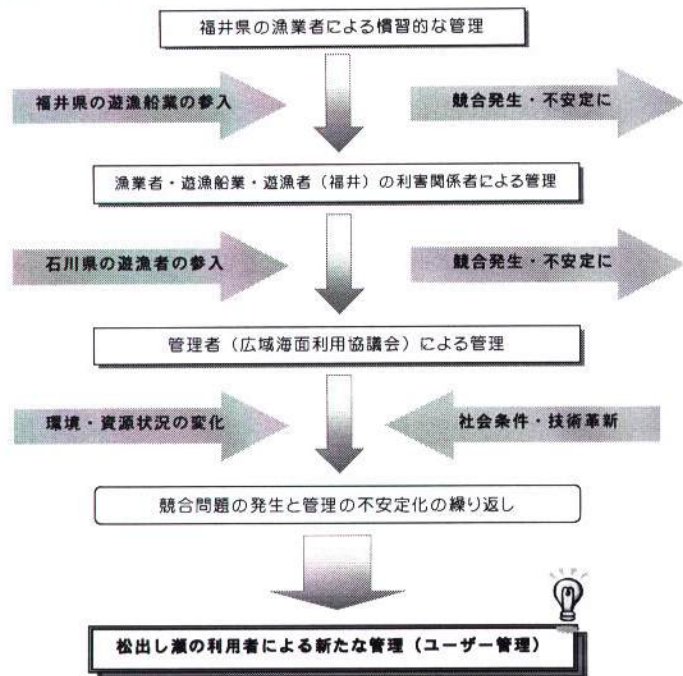 福井県の漁業者による慣習的な管理
福井県の遊漁船業の参入
競合発生・不安定に
漁業者・遊漁船業・遊漁者（福井）の利害関係者による管理
石川県の遊漁者の参入
競合発生・不安定に
管理者（広域海面利用協議会）による管理
環境・資源状況の変化
社会条件・技術革新
競合問題の発生と管理の不安定化の繰り返し
松出し瀬の利用者による新たな管理（ユーザー管理）